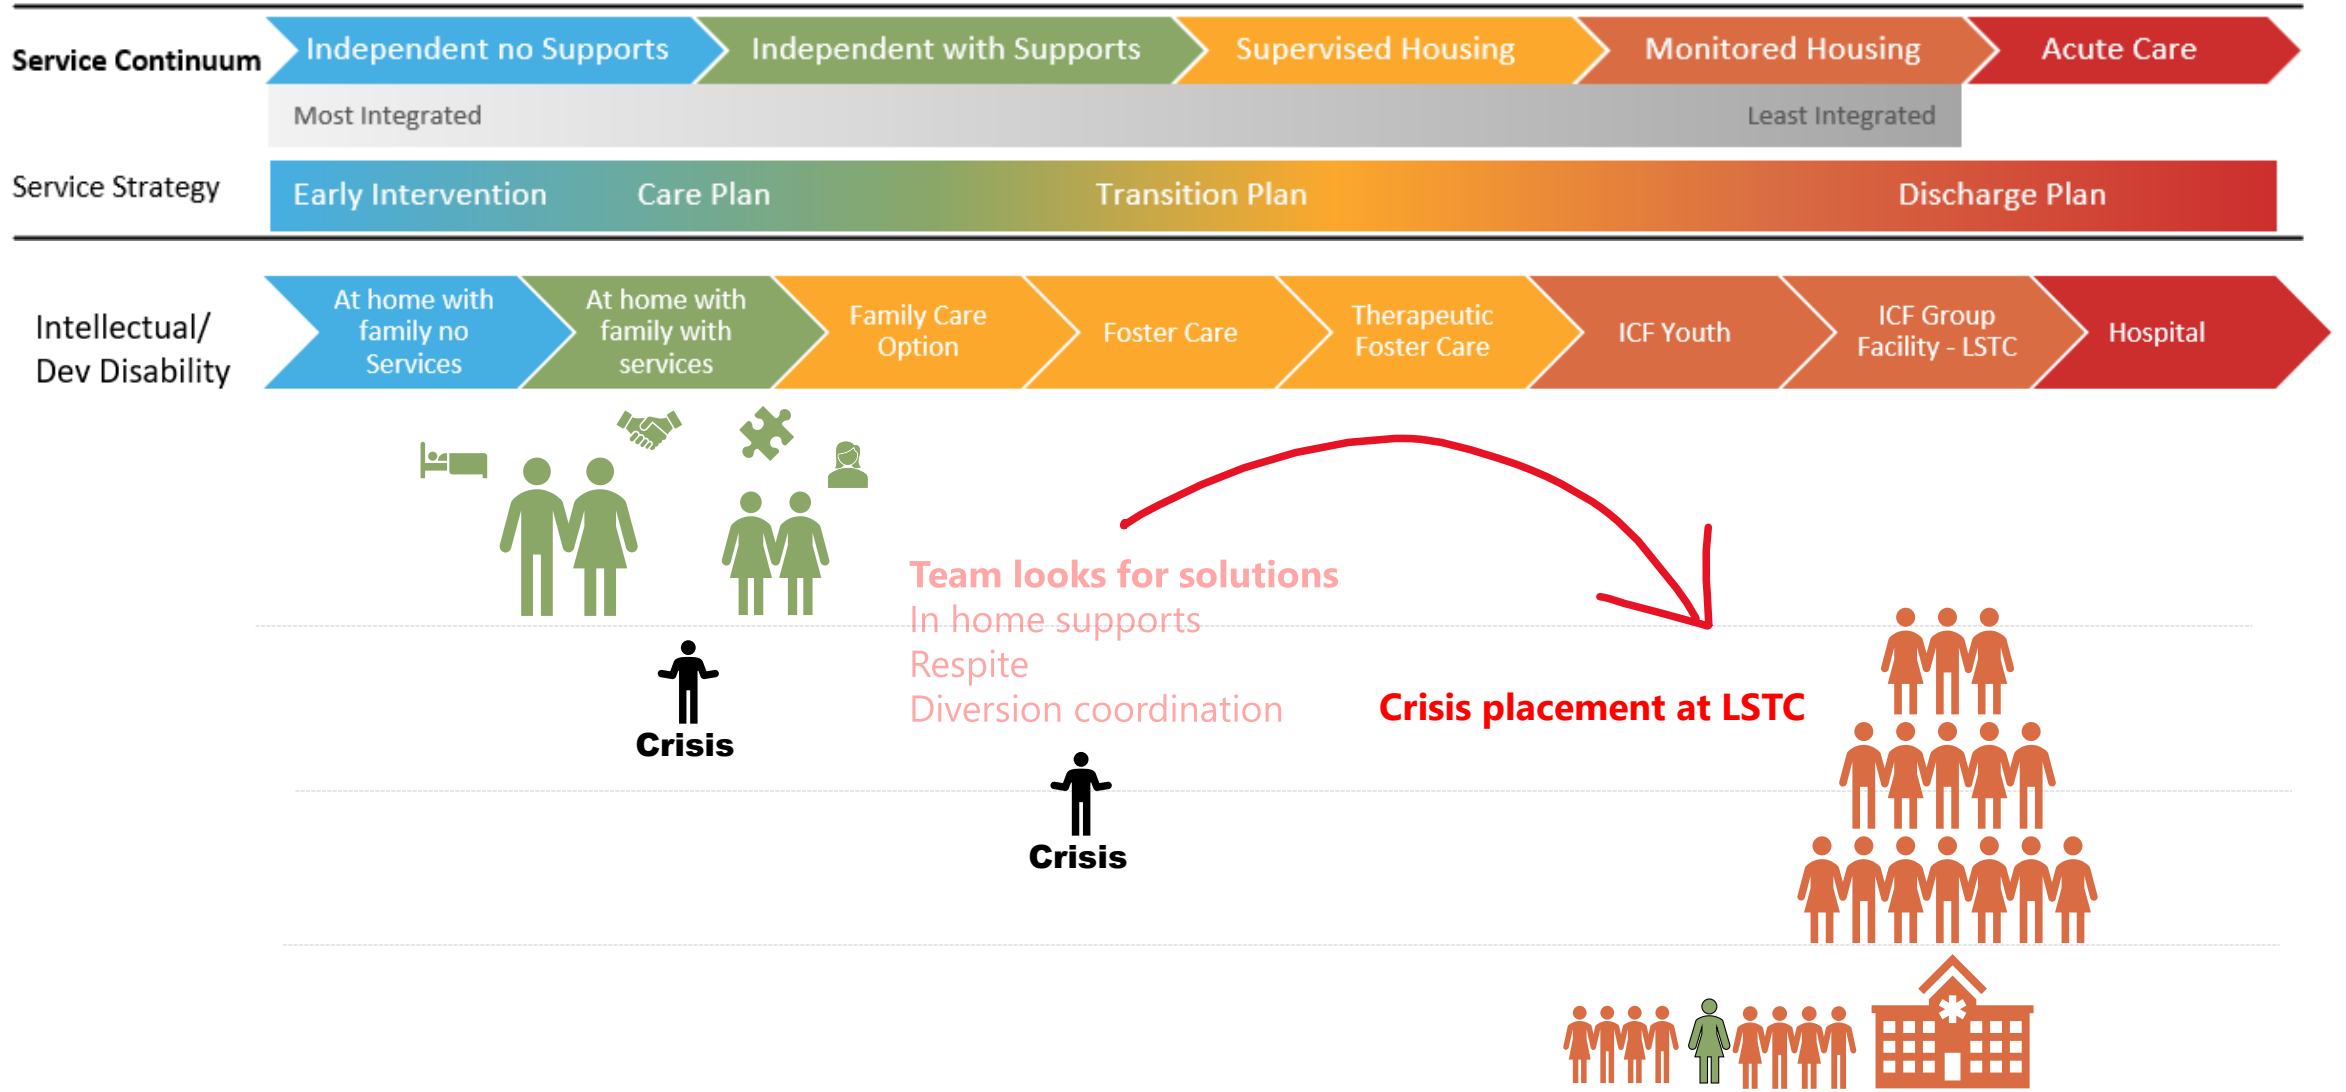 Service Continuum
Independent no Supports
Independent with Supports
Supervised Housing
Monitored Housing
Acute Care
Most Integrated
Least Integrated
Service Strategy
Early Intervention
Care Plan
Transition Plan
Discharge Plan
Intellectual/
Dev Disability
At home with
family no
Services
At home with
family with
services
Family Care
Option
Foster Care
Therapeutic
Foster Care
ICF Youth
ICF Group
Facility - LSTC
Hospital
Team looks for solutions
In home supports
Respite
Diversion coordination
Crisis
Crisis placement at LSTC
Crisis